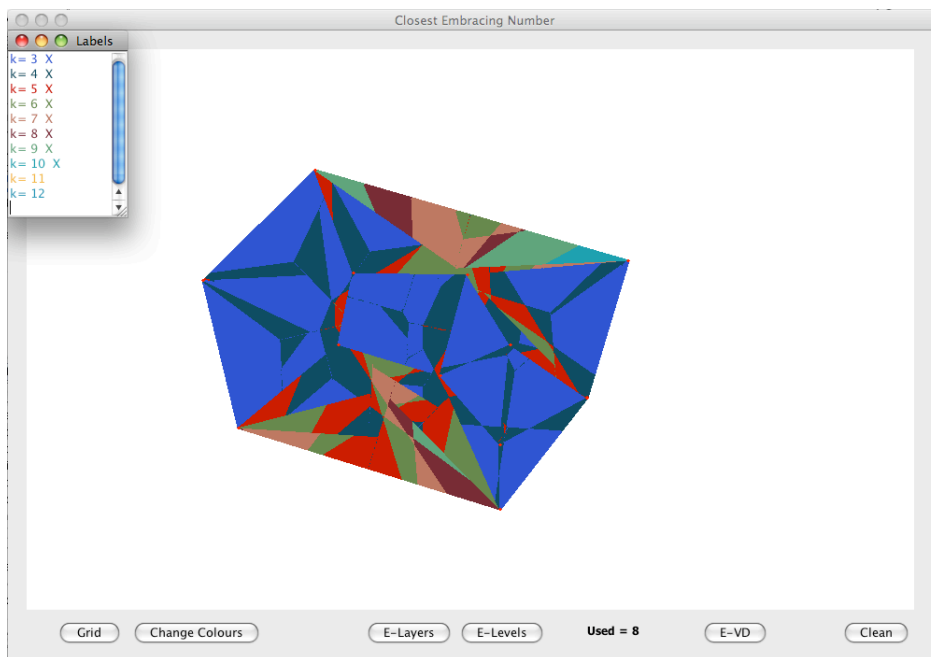 Closest Embracing Number
Labels
k= 3 X
k= 4 X
k= 5 X
k= 6 X
k= 7 X
k= 8 X
k= 9 X
k= 10 X
k= 11
k= 12
Grid Change Colours E-Layers E-Levels Used = 8 E-VD Clean